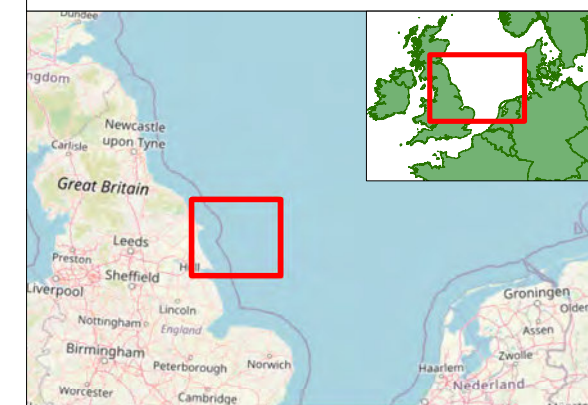 Dundee
ngdom
Newcastle
upon Tyne
Carlisle
Great Britain
Leeds
Preston
Hull
Sheffield
Liverpool
Lincoln
Nottingham
England
Birmingham
Peterborough
Norwich
Worcester
Cambridge
D
Groningen
Older
Assen
Zwolle
Haarlem
Nederland